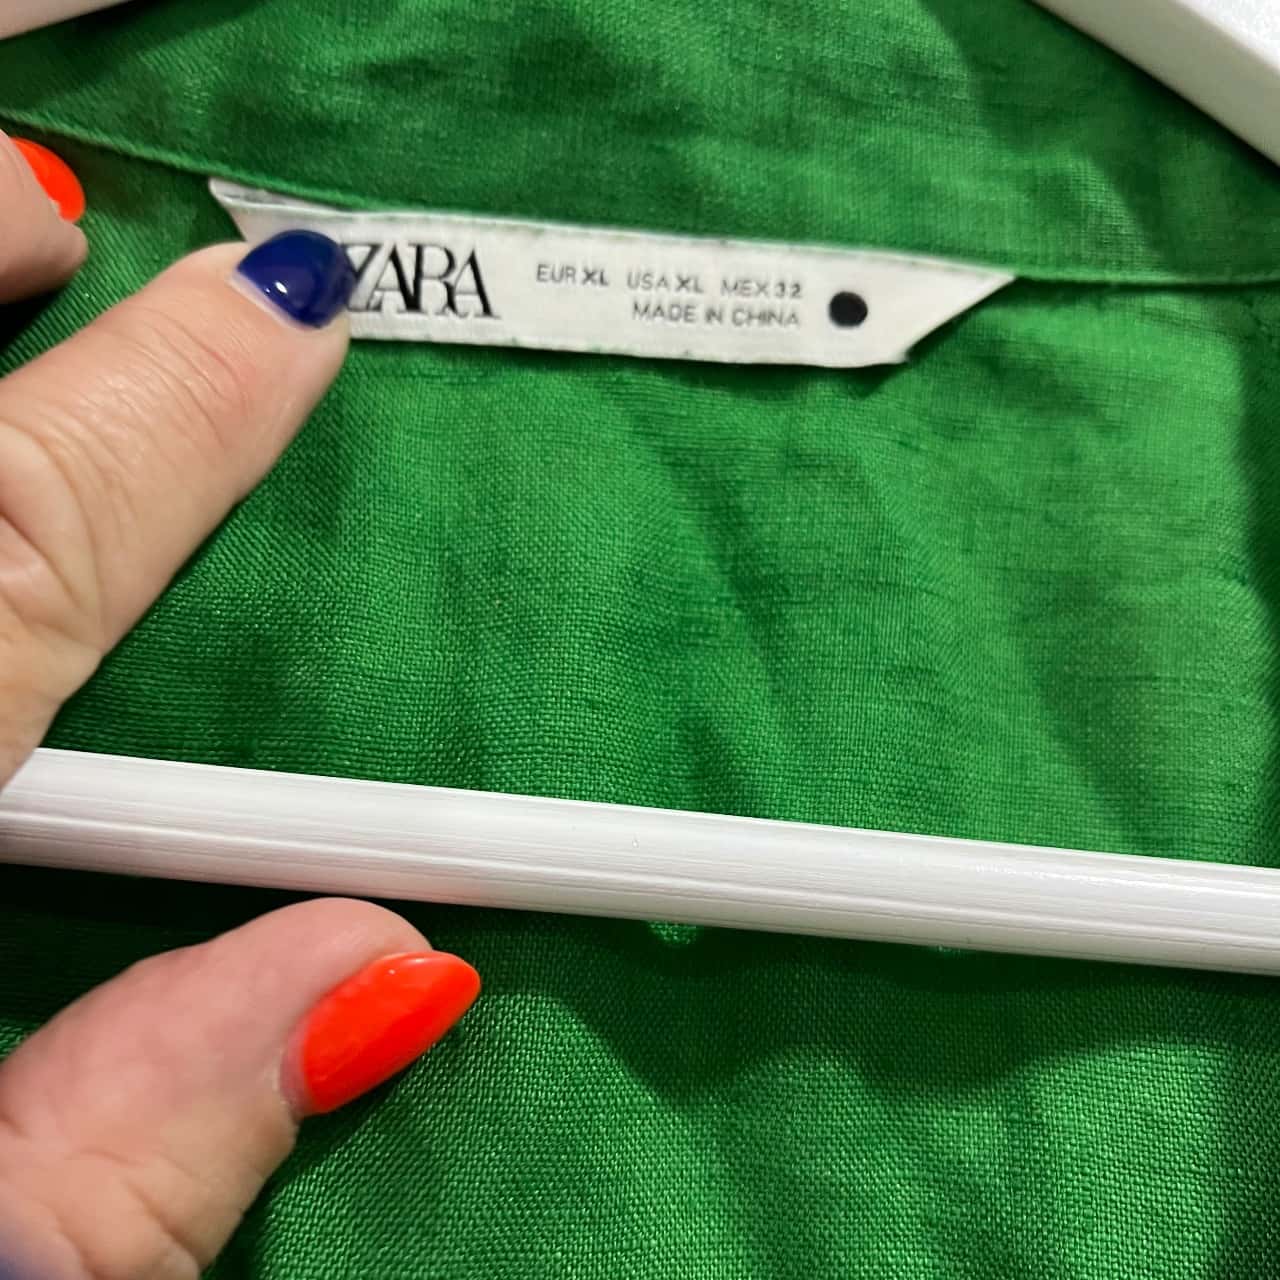 ZARA
EUR XL USA XL MEX 32
MADE IN CHINA